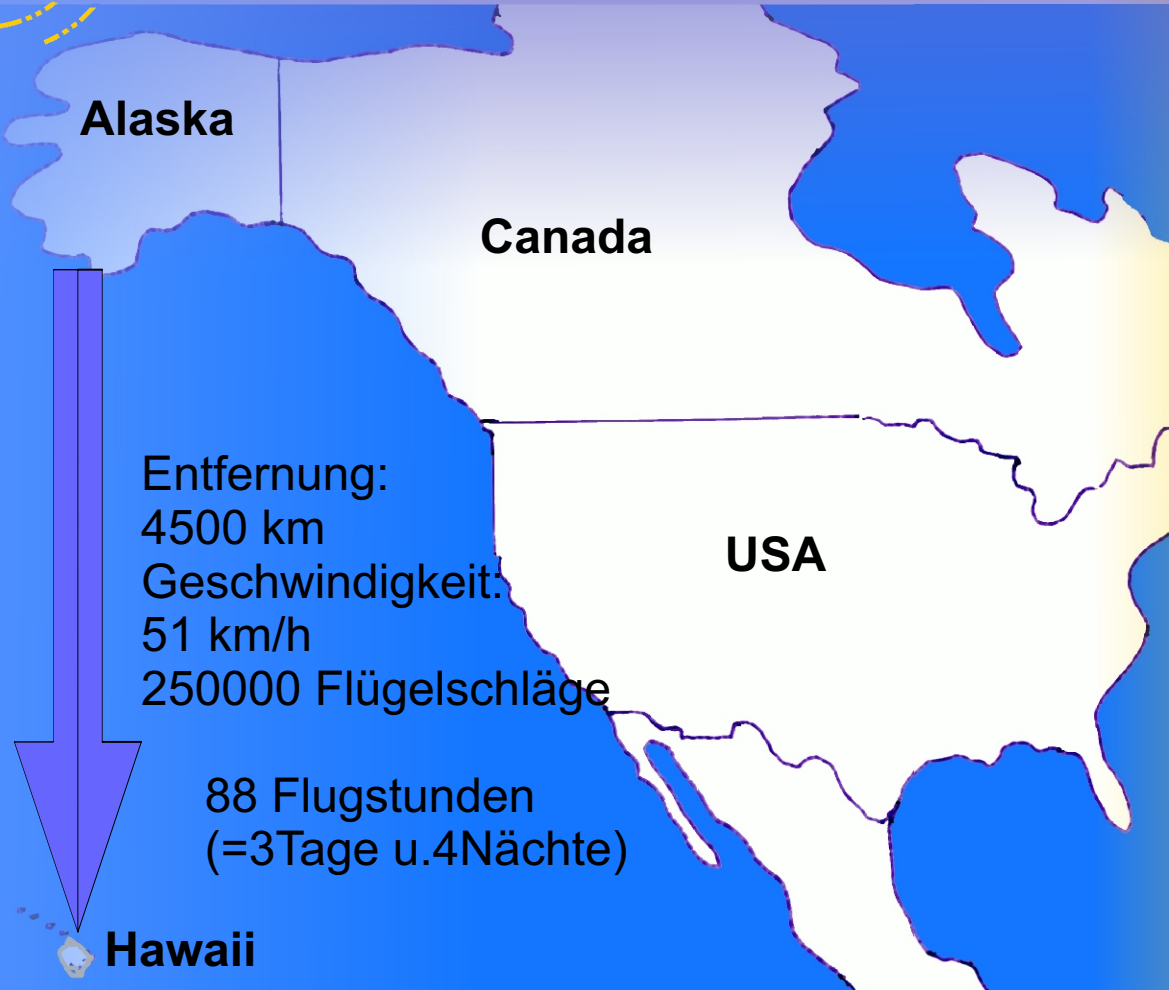 Alaska
Canada
Entfernung:
4500 km
Geschwindigkeit:
51 km/h
250000 Flügelschläge
USA
88 Flugstunden
(=3Tage u.4Nächte)
Hawaii